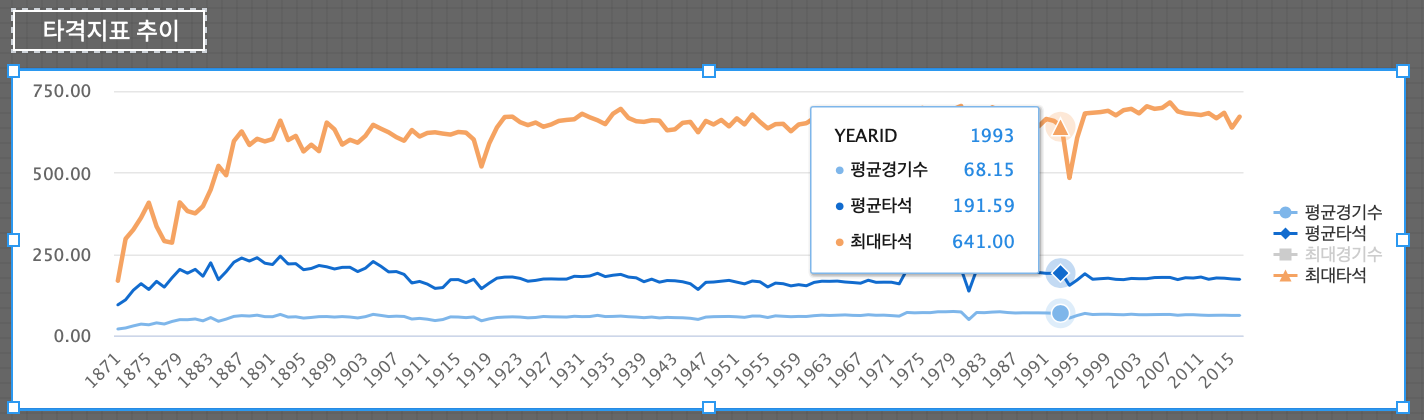 타격지표 추이
750.00
500.00
250.00
0.00
YEARID 1993
평균경기수 68.15
평균타석 191.59
최대타석 641.00
평균경기수
평균타석
최대경기수
최대타석
1871 1875 1879 1883 1887 1891 1895 1899 1903 1907 1911 1915 1919 1923 1927 1931 1935 1939 1943 1947 1951 1955 1959 1963 1967 1971 1975 1979 1983 1987 1991 1995 1999 2003 2007 2011 2015